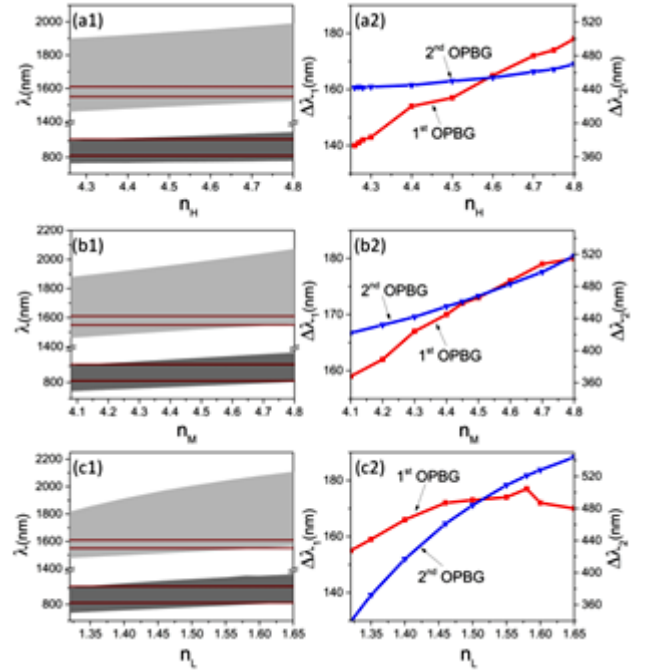 (a1)
2000
1800
1600
1400
800
λ(nm)
4.3 4.4 4.5 4.6 4.7 4.8
n_H
(a2)
180
160
140
Δλ_1(nm)
2nd OPBG
1st OPBG
520
480
440
400
360
Δλ_2(nm)
4.3 4.4 4.5 4.6 4.7 4.8
n_H
(b1)
2200
2000
1800
1600
1400
800
λ(nm)
4.1 4.2 4.3 4.4 4.5 4.6 4.7 4.8
n_M
(b2)
180
170
160
Δλ_1(nm)
2nd OPBG
1st OPBG
520
480
440
400
360
Δλ_2(nm)
4.1 4.2 4.3 4.4 4.5 4.6 4.7 4.8
n_M
(c1)
2200
2000
1800
1600
1400
800
λ(nm)
1.35 1.40 1.45 1.50 1.55 1.60 1.65
n_L
(c2)
180
170
155
140
Δλ_1(nm)
1st OPBG
2nd OPBG
520
480
440
400
360
Δλ_2(nm)
1.35 1.40 1.45 1.50 1.55 1.60 1.65
n_L